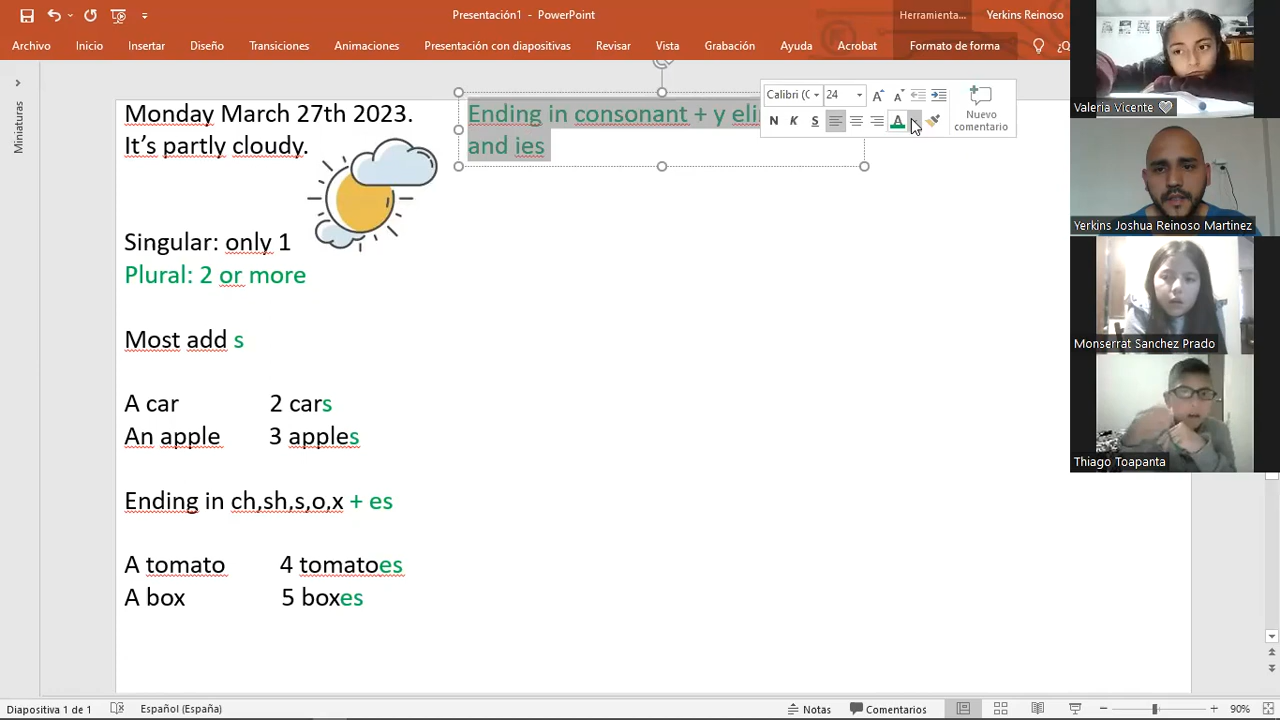 Presentación1 - PowerPoint
Herramienta...
Yerkins Reinoso
Archivo
Inicio
Insertar
Diseño
Transiciones
Animaciones
Presentación con diapositivas
Revisar
Vista
Grabación
Ayuda
Acrobat
Formato de forma
¿Q
Miniaturas
Monday March 27th 2023.
It’s partly cloudy.
Singular: only 1
Plural: 2 or more
Most add s
A car 2 cars
An apple 3 apples
Ending in ch,sh,s,o,x + es
A tomato 4 tomatoes
A box 5 boxes
Ending in consonant + y eli
and ies
Calibri (C 24
N K S
Nuevo
comentario
Valeria Vicente
Yerkins Joshua Reinoso Martinez
Monserrat Sanchez Prado
Thiago Toapanta
Diapositiva 1 de 1
Español (España)
Notas
Comentarios
90%